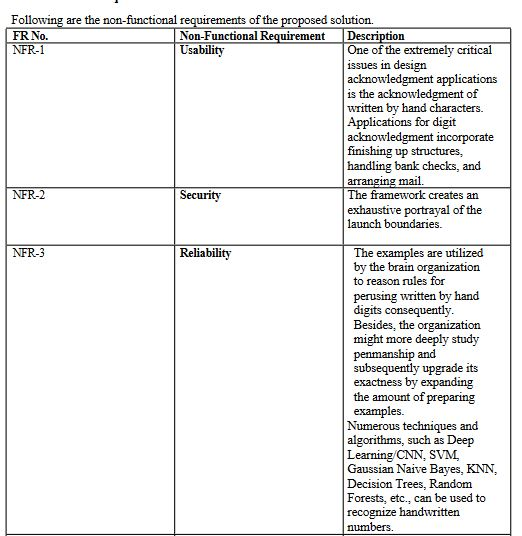 Following are the non-functional requirements of the proposed solution.
FR No. Non-Functional Requirement Description
NFR-1 Usability One of the extremely critical
issues in design
acknowledgment applications
is the acknowledgment of
written by hand characters.
Applications for digit
acknowledgment incorporate
finishing up structures,
handling bank checks, and
arranging mail.
NFR-2 Security The framework creates an
exhaustive portrayal of the
launch boundaries.
NFR-3 Reliability The examples are utilized
by the brain organization
to reason rules for
perusing written by hand
digits consequently.
Besides, the organization
might more deeply study
penmanship and
subsequently upgrade its
exactness by expanding
the amount of preparing
examples.
Numerous techniques and
algorithms, such as Deep
Learning/CNN, SVM,
Gaussian Naive Bayes, KNN,
Decision Trees, Random
Forests, etc., can be used to
recognize handwritten
numbers.